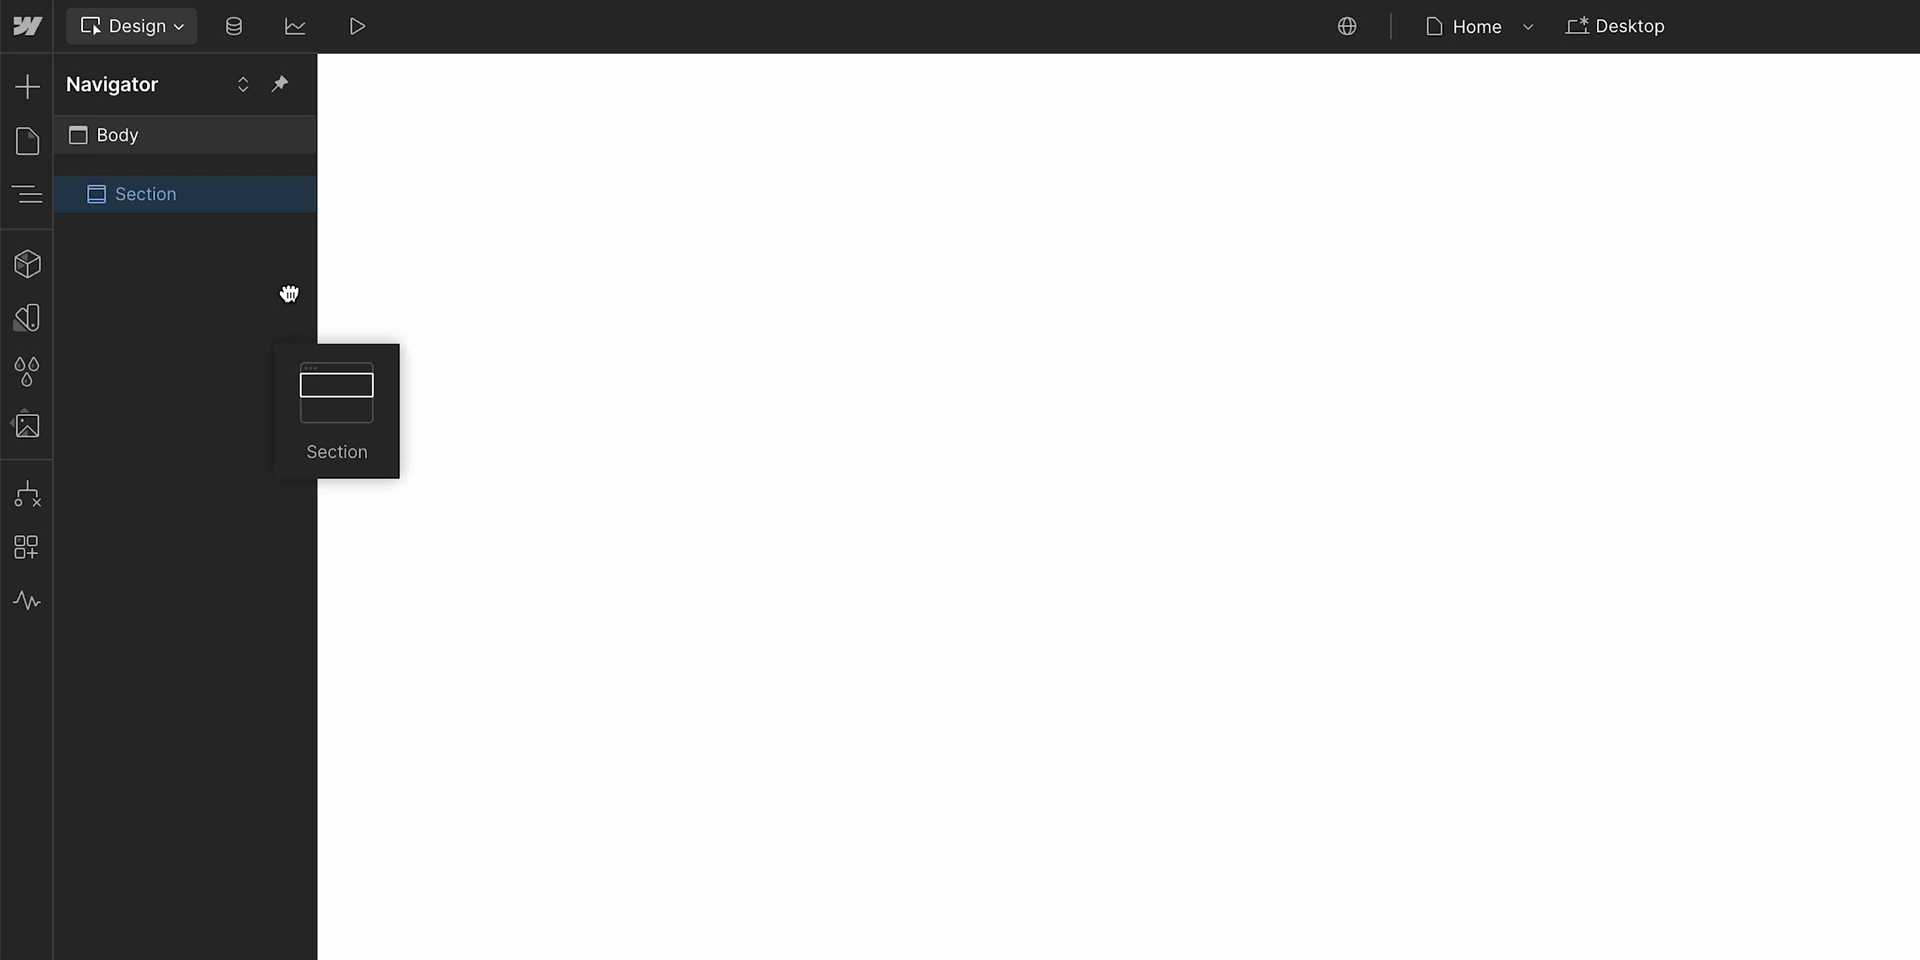 Design
Home
Desktop
Navigator
Body
Section
Section